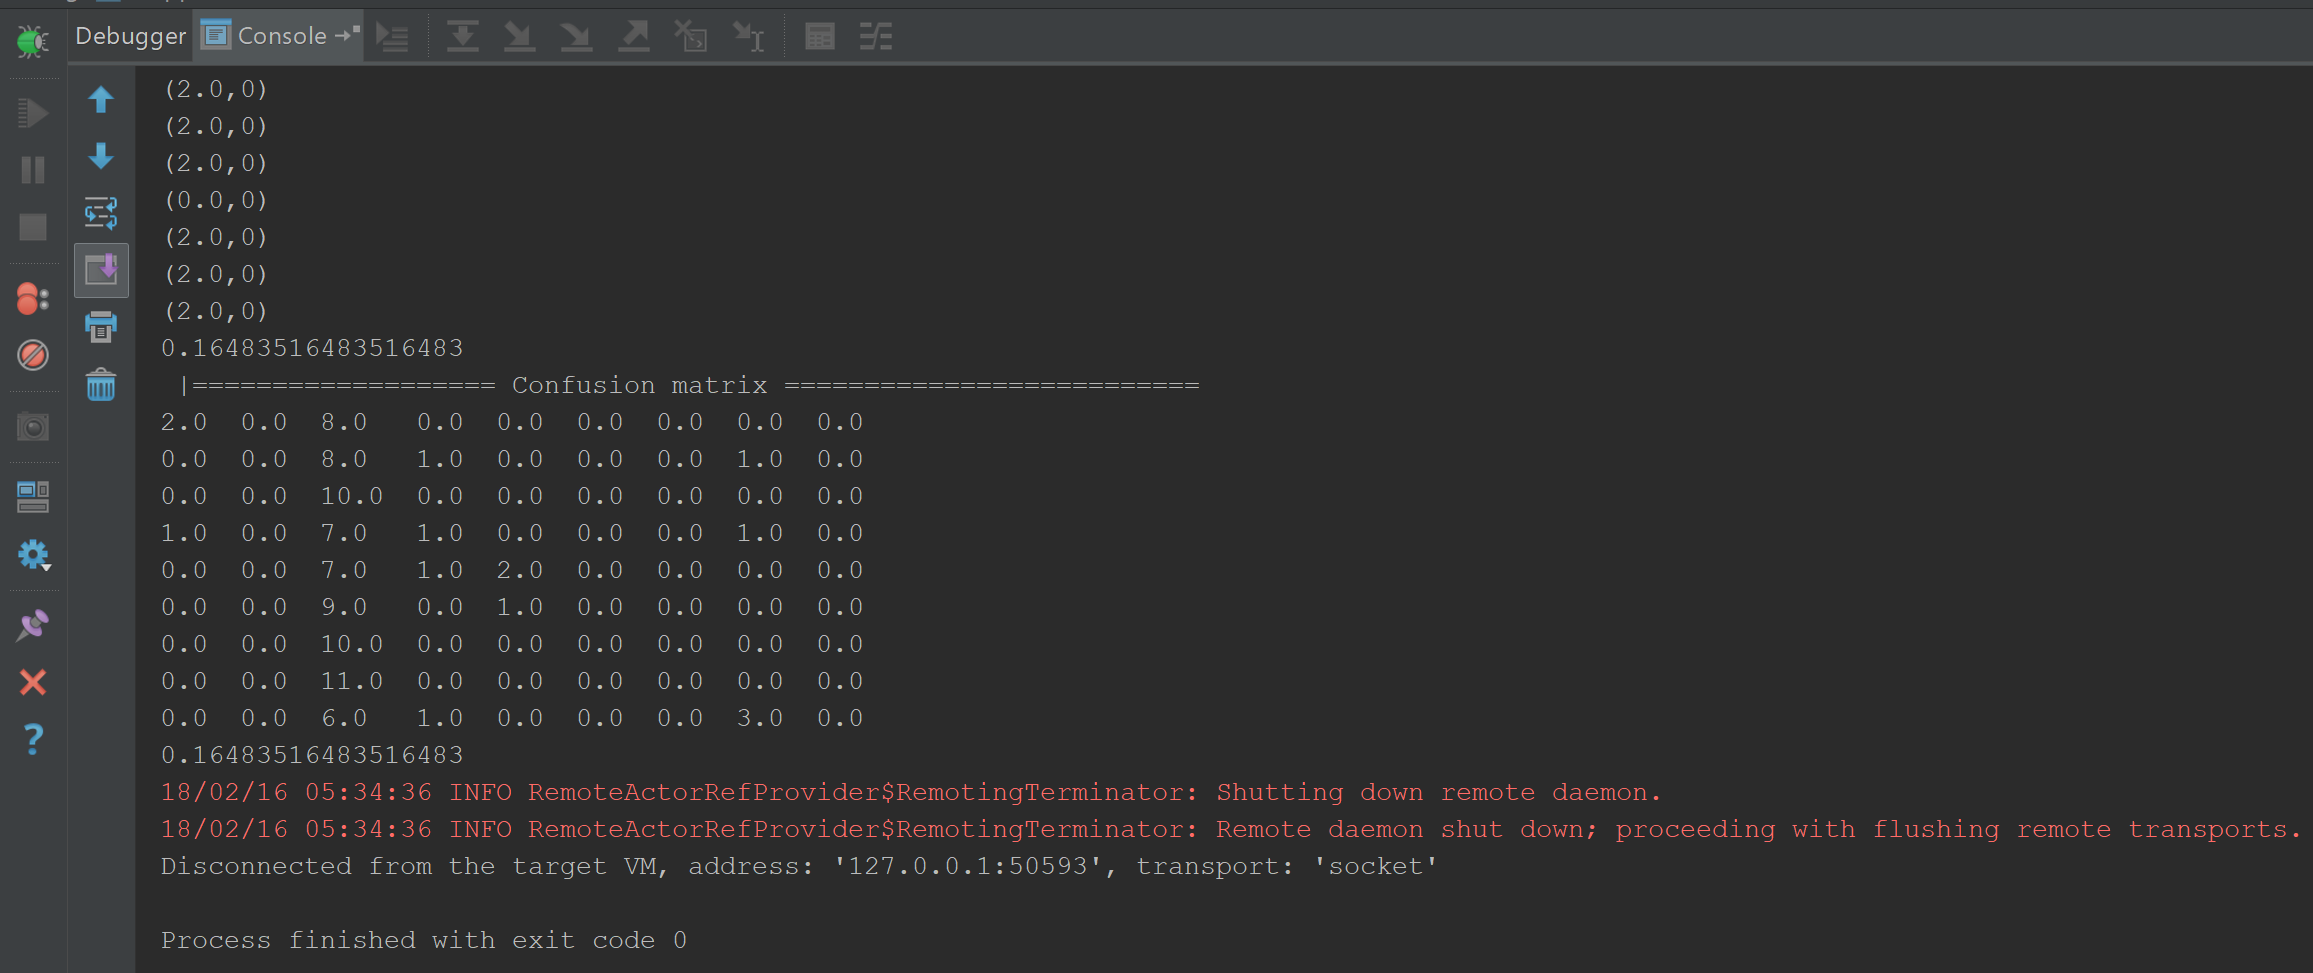 Debugger Console
(2.0,0)
(2.0,0)
(2.0,0)
(0.0,0)
(2.0,0)
(2.0,0)
(2.0,0)
0.16483516483516483
|=================== Confusion matrix ==========================
2.0 0.0 8.0 0.0 0.0 0.0 0.0 0.0 0.0
0.0 0.0 8.0 1.0 0.0 0.0 0.0 1.0 0.0
0.0 0.0 10.0 0.0 0.0 0.0 0.0 0.0 0.0
1.0 0.0 7.0 1.0 0.0 0.0 0.0 1.0 0.0
0.0 0.0 7.0 1.0 2.0 0.0 0.0 0.0 0.0
0.0 0.0 9.0 0.0 1.0 0.0 0.0 0.0 0.0
0.0 0.0 10.0 0.0 0.0 0.0 0.0 0.0 0.0
0.0 0.0 11.0 0.0 0.0 0.0 0.0 0.0 0.0
0.0 0.0 6.0 1.0 0.0 0.0 0.0 3.0 0.0
0.16483516483516483
18/02/16 05:34:36 INFO RemoteActorRefProvider$RemotingTerminator: Shutting down remote daemon.
18/02/16 05:34:36 INFO RemoteActorRefProvider$RemotingTerminator: Remote daemon shut down; proceeding with flushing remote transports.
Disconnected from the target VM, address: '127.0.0.1:50593', transport: 'socket'
Process finished with exit code 0